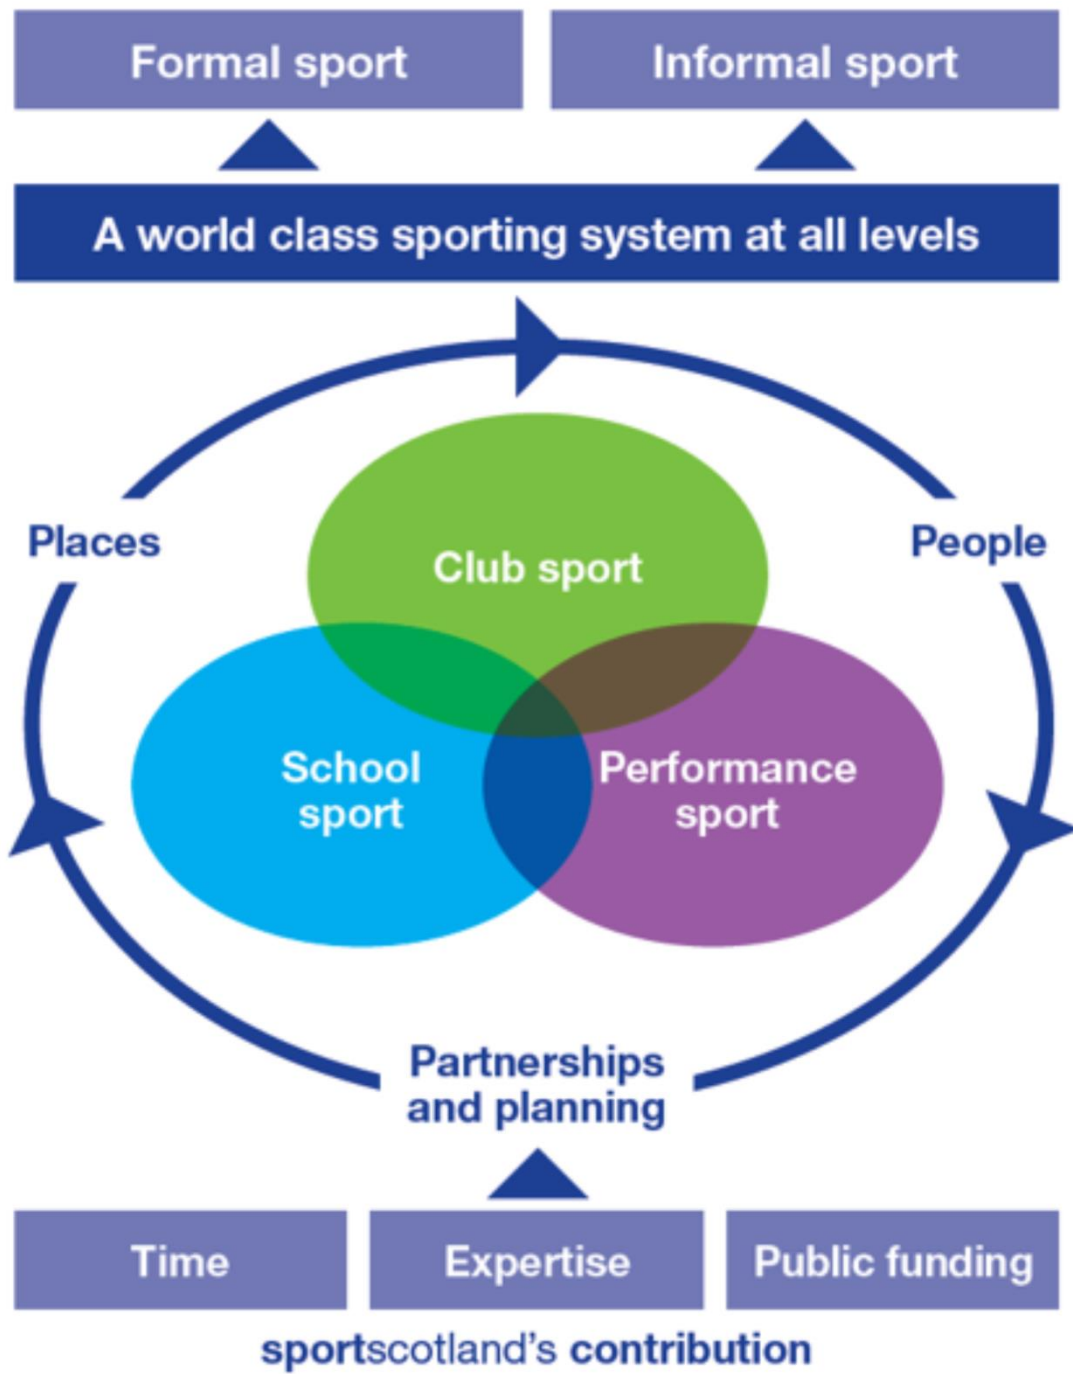 Formal sport
Informal sport
A world class sporting system at all levels
Places
People
Club sport
School
sport
Performance
sport
Partnerships
and planning
Time
Expertise
Public funding
sportscotland's contribution